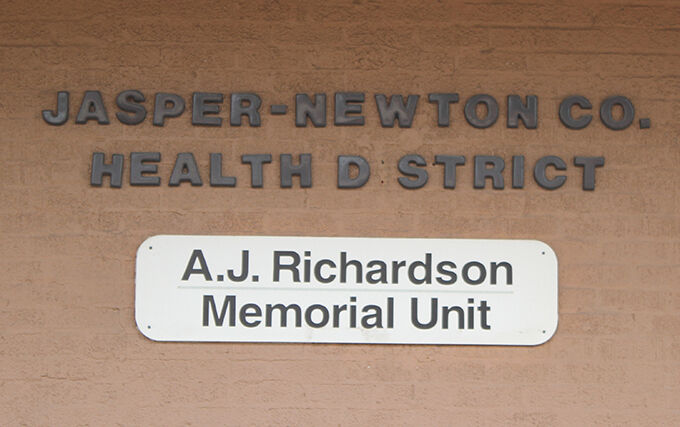 JASPER-NEWTON CO.
HEALTH D STRICT
A.J. Richardson
Memorial Unit